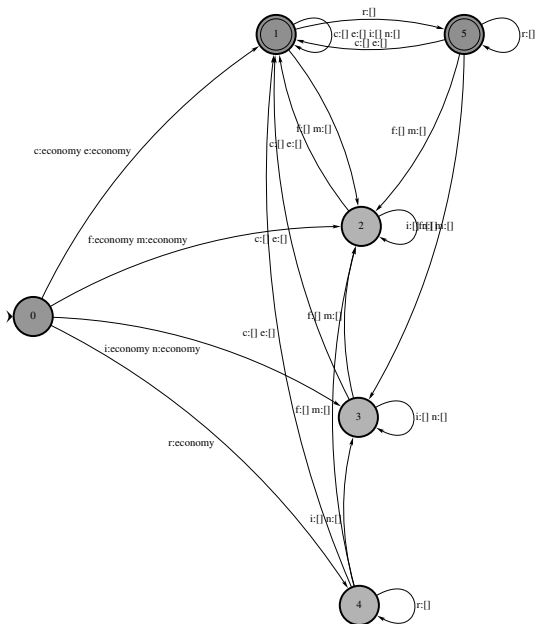 r:[]
1
5
c:[] e:[] i:[] n:[]
r:[]
c:[] e:[]
f:[] m:[]
f:[] m:[]
c:[] e:[]
c:economy e:economy
2
f:economy m:economy
c:[] e:[]
0
f:[] m:[]
c:[] e:[]
i:economy n:economy
f:[] m:[]
3
i:[] n:[]
r:economy
i:[] n:[]
4
r:[]